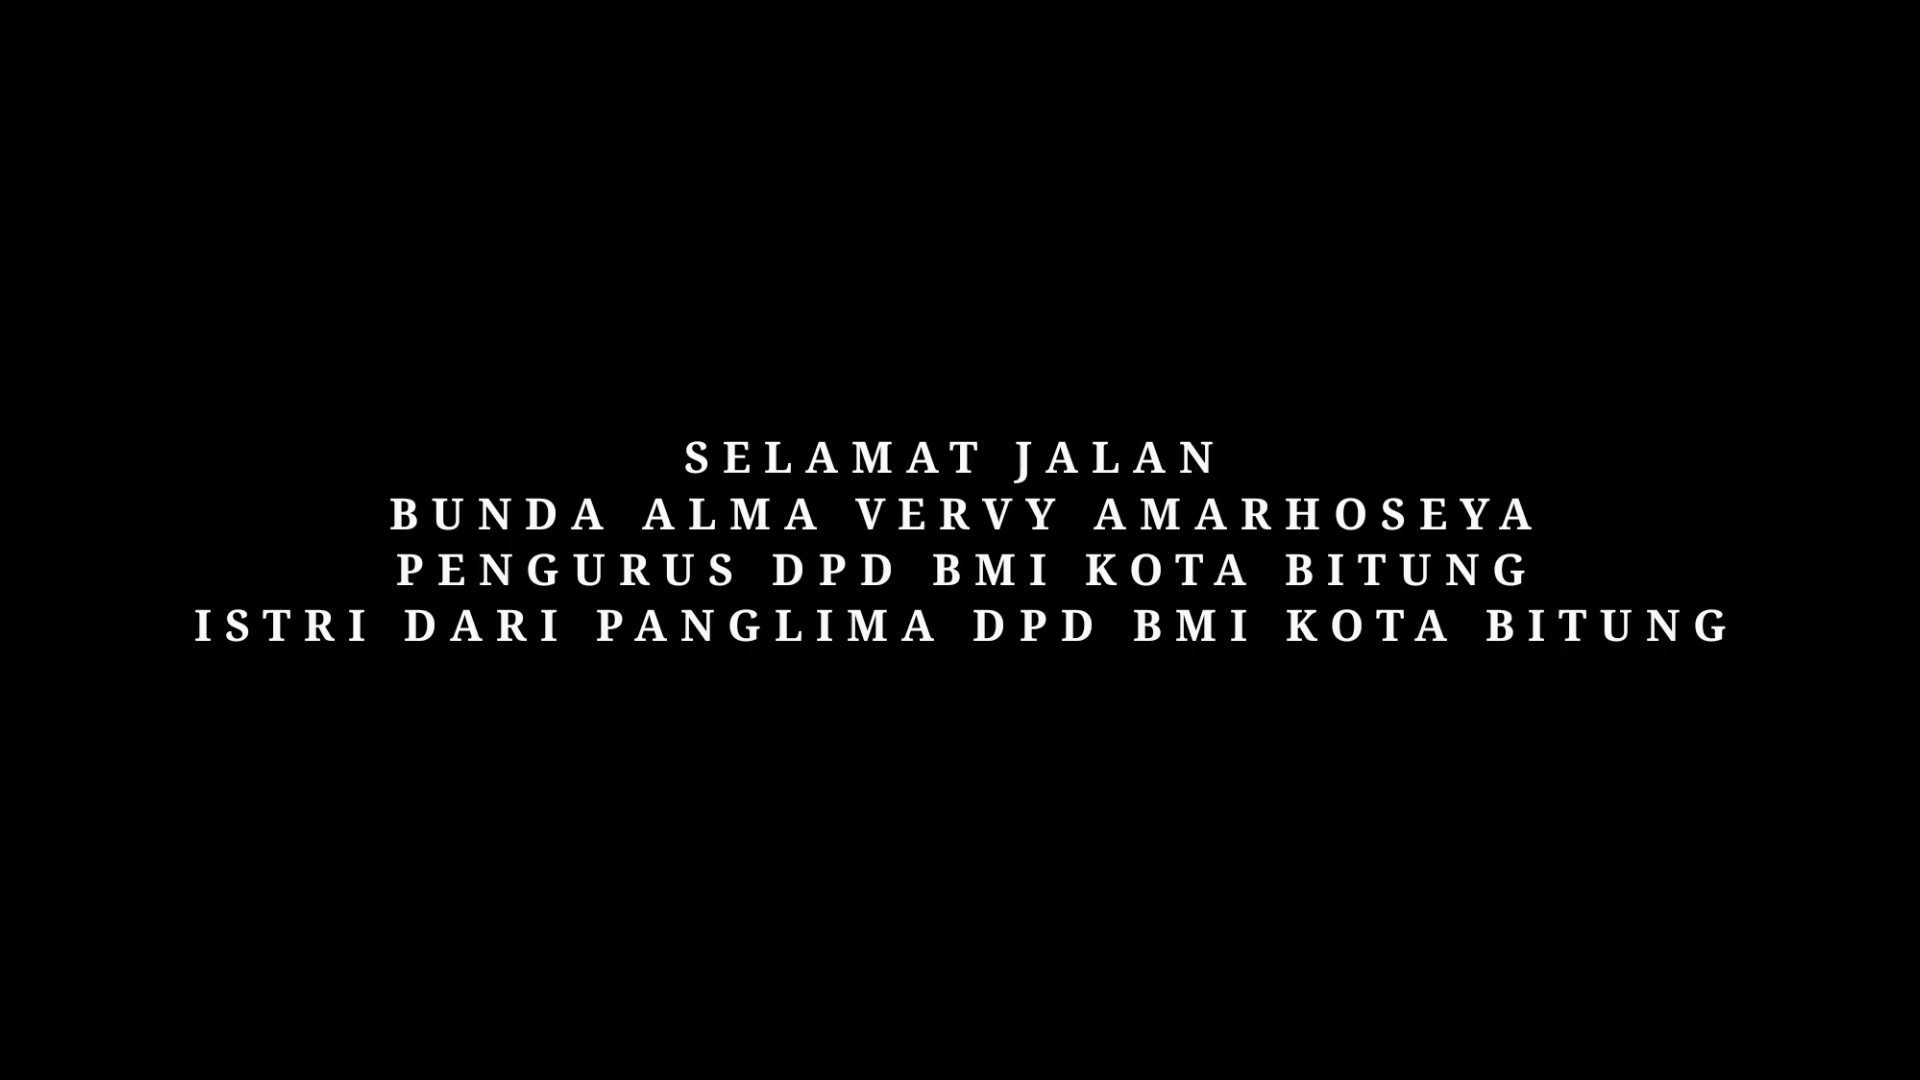 SELAMAT JALAN
BUNDA ALMA VERVY AMARHOSEYA
PENGURUS DPD BMI KOTA BITUNG
ISTRI DARI PANGLIMA DPD BMI KOTA BITUNG